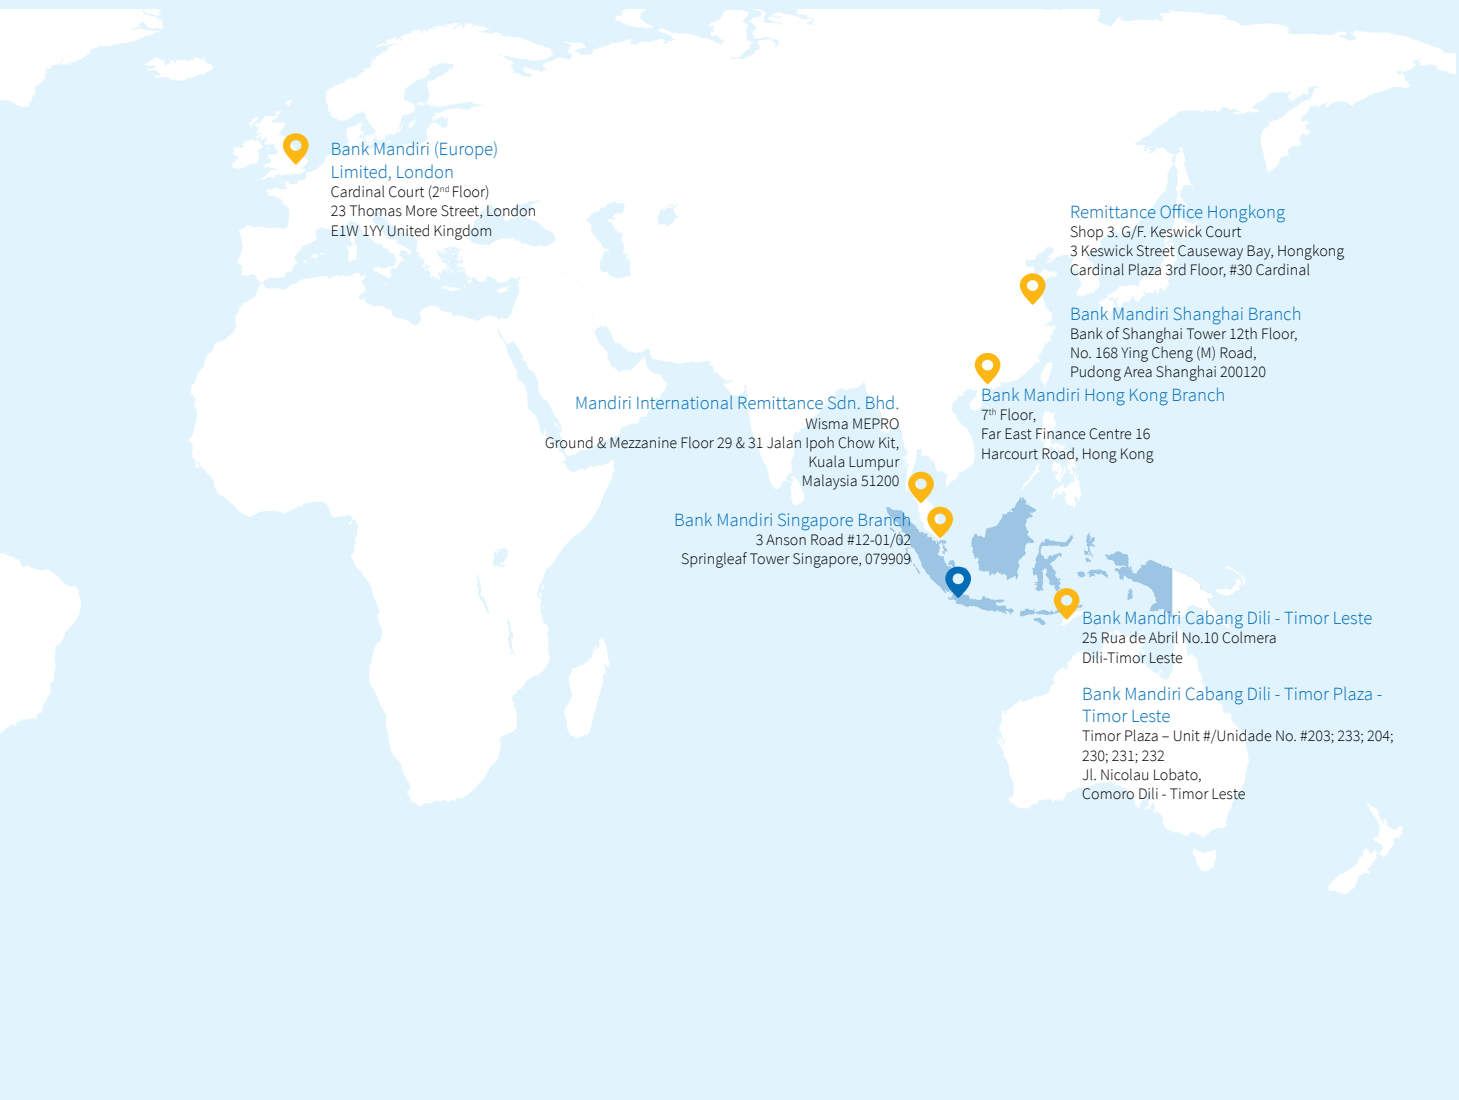 Bank Mandiri (Europe)
Limited, London
Cardinal Court (2nd Floor)
23 Thomas More Street, London
E1W 1YY United Kingdom
Remittance Office Hongkong
Shop 3. G/F. Keswick Court
3 Keswick Street Causeway Bay, Hongkong
Cardinal Plaza 3rd Floor, #30 Cardinal
Bank Mandiri Shanghai Branch
Bank of Shanghai Tower 12th Floor,
No. 168 Ying Cheng (M) Road,
Pudong Area Shanghai 200120
Bank Mandiri Hong Kong Branch
7th Floor,
Far East Finance Centre 16
Harcourt Road, Hong Kong
Mandiri International Remittance Sdn. Bhd.
Wisma MEPRO
Ground & Mezzanine Floor 29 & 31 Jalan Ipoh Chow Kit,
Kuala Lumpur
Malaysia 51200
Bank Mandiri Singapore Branch
3 Anson Road #12-01/02
Springleaf Tower Singapore, 079909
Bank Mandiri Cabang Dili - Timor Leste
25 Rua de Abril No.10 Colmera
Dili-Timor Leste
Bank Mandiri Cabang Dili - Timor Plaza -
Timor Leste
Timor Plaza – Unit #/Unidade No. #203; 233; 204;
230; 231; 232
Jl. Nicolau Lobato,
Comoro Dili - Timor Leste